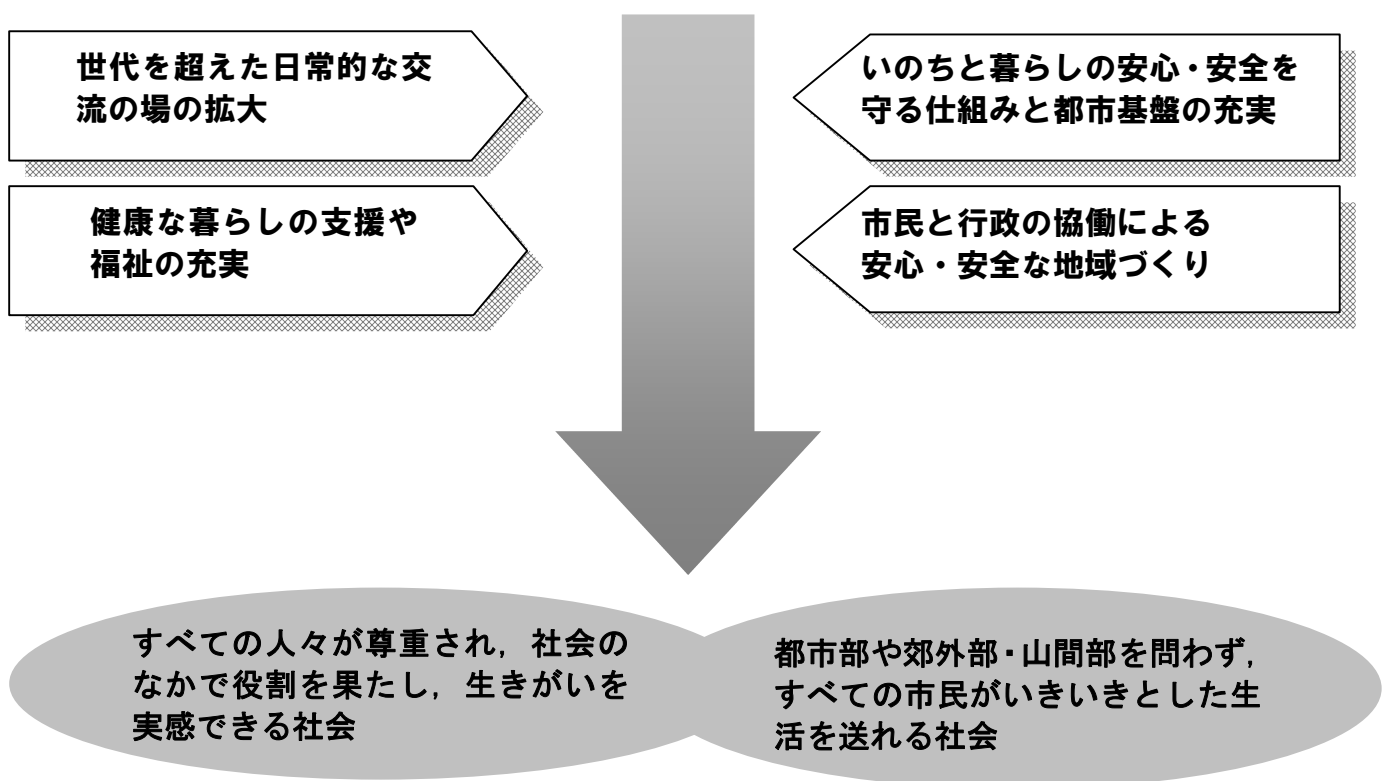 世代を超えた日常的な交
流の場の拡大
いのちと暮らしの安心・安全を
守る仕組みと都市基盤の充実
健康な暮らしの支援や
福祉の充実
市民と行政の協働による
安心・安全な地域づくり
すべての人々が尊重され，社会の
なかで役割を果たし，生きがいを
実感できる社会
都市部や郊外部・山間部を問わず，
すべての市民がいきいきとした生
活を送れる社会